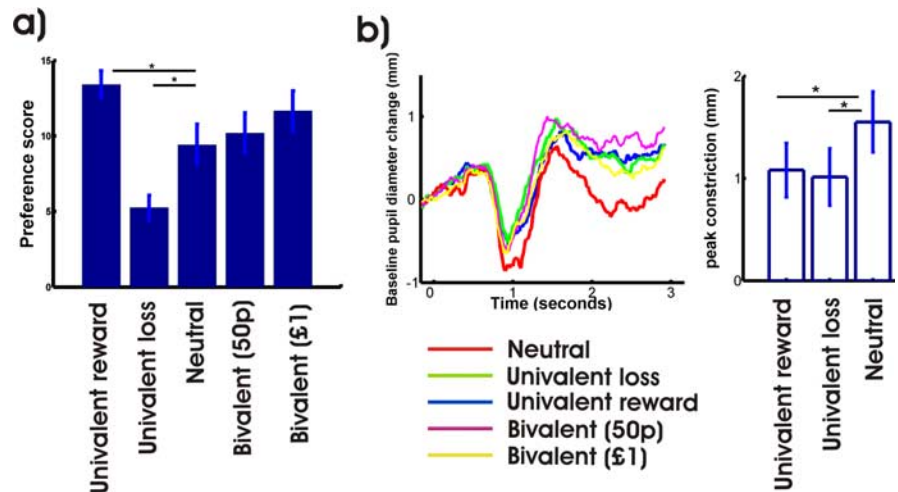 a)
15
10
5
0
Preference score
*
*
Univalent reward
Univalent loss
Neutral
Bivalent (50p)
Bivalent (£1)
b)
Baseline pupil diameter change (mm)
1
0
-1
0
1
2
3
Time (seconds)
Neutral
Univalent loss
Univalent reward
Bivalent (50p)
Bivalent (£1)
peak constriction (mm)
2
1
0
*
*
Univalent reward
Univalent loss
Neutral